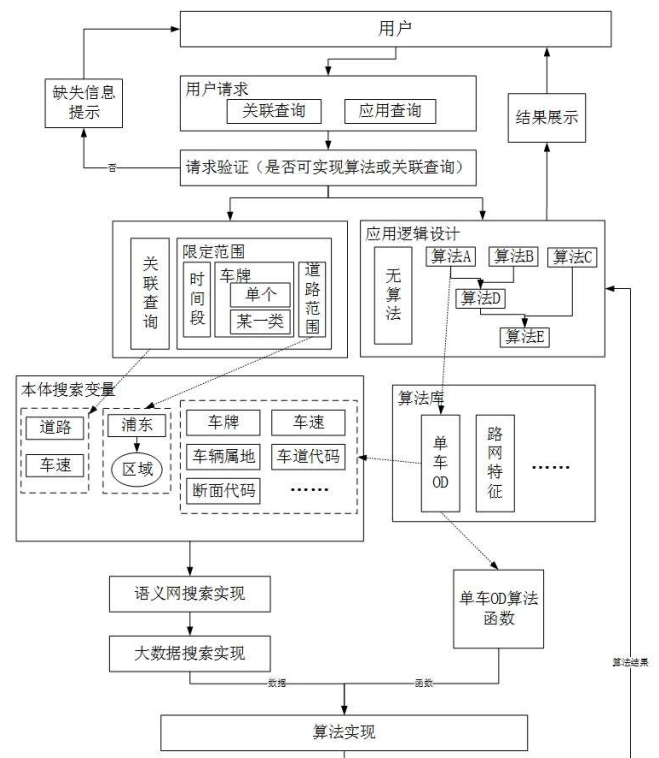 用户
缺失信息
提示
用户请求
关联查询
应用查询
结果展示
否
请求验证（是否可实现算法或关联查询）
关联查询
限定范围
时间段
车牌
单个
某一类
道路范围
应用逻辑设计
无算法
算法A
算法B
算法C
算法D
算法E
本体搜索变量
道路
车速
浦东
区域
车牌
车速
车辆属地
车道代码
断面代码
……
算法库
单车OD
路网特征
……
语义网搜索实现
大数据搜索实现
单车OD算法
函数
算法结果
数据
函数
算法实现